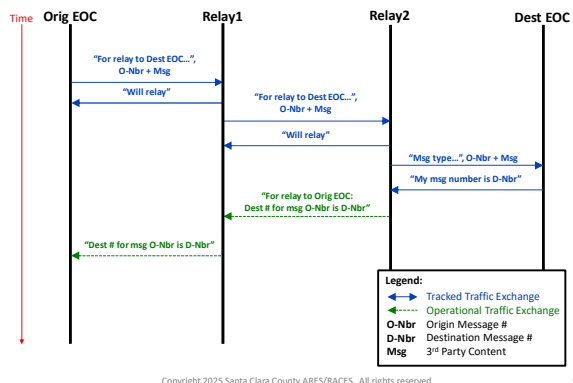 Time
Orig EOC
Relay1
Relay2
Dest EOC
“For relay to Dest EOC...”,
O-Nbr + Msg
“Will relay”
“For relay to Dest EOC...”,
O-Nbr + Msg
“Will relay”
“Msg type...”, O-Nbr + Msg
“My msg number is D-Nbr”
“For relay to Orig EOC:
Dest # for msg O-Nbr is D-Nbr”
“Dest # for msg O-Nbr is D-Nbr”
Legend:
Tracked Traffic Exchange
Operational Traffic Exchange
O-Nbr Origin Message #
D-Nbr Destination Message #
Msg 3rd Party Content
Copyright 2025 Santa Clara County ARES/RACES. All rights reserved